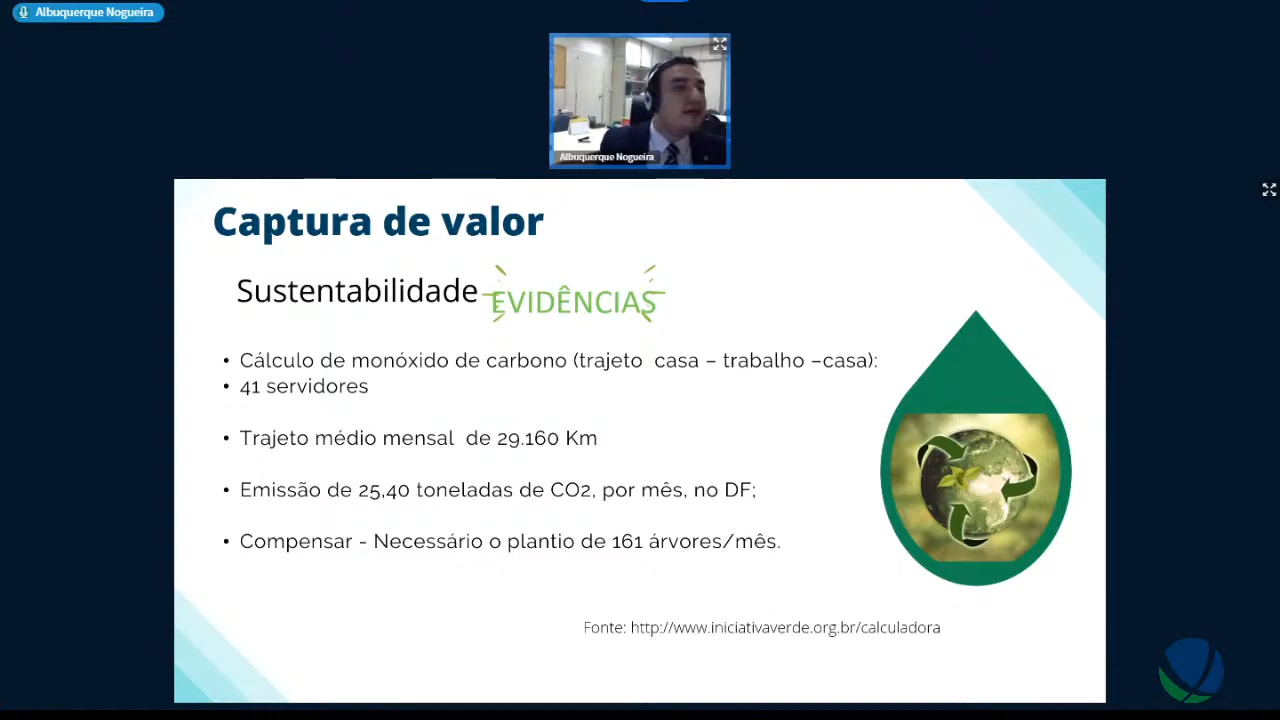 Albuquerque Nogueira
Albuquerque Nogueira
Captura de valor
Sustentabilidade EVIDÊNCIAS
• Cálculo de monóxido de carbono (trajeto casa – trabalho –casa):
• 41 servidores
• Trajeto médio mensal de 29.160 Km
• Emissão de 25,40 toneladas de CO2, por mês, no DF;
• Compensar - Necessário o plantio de 161 árvores/mês.
Fonte: http://www.iniciativaverde.org.br/calculadora